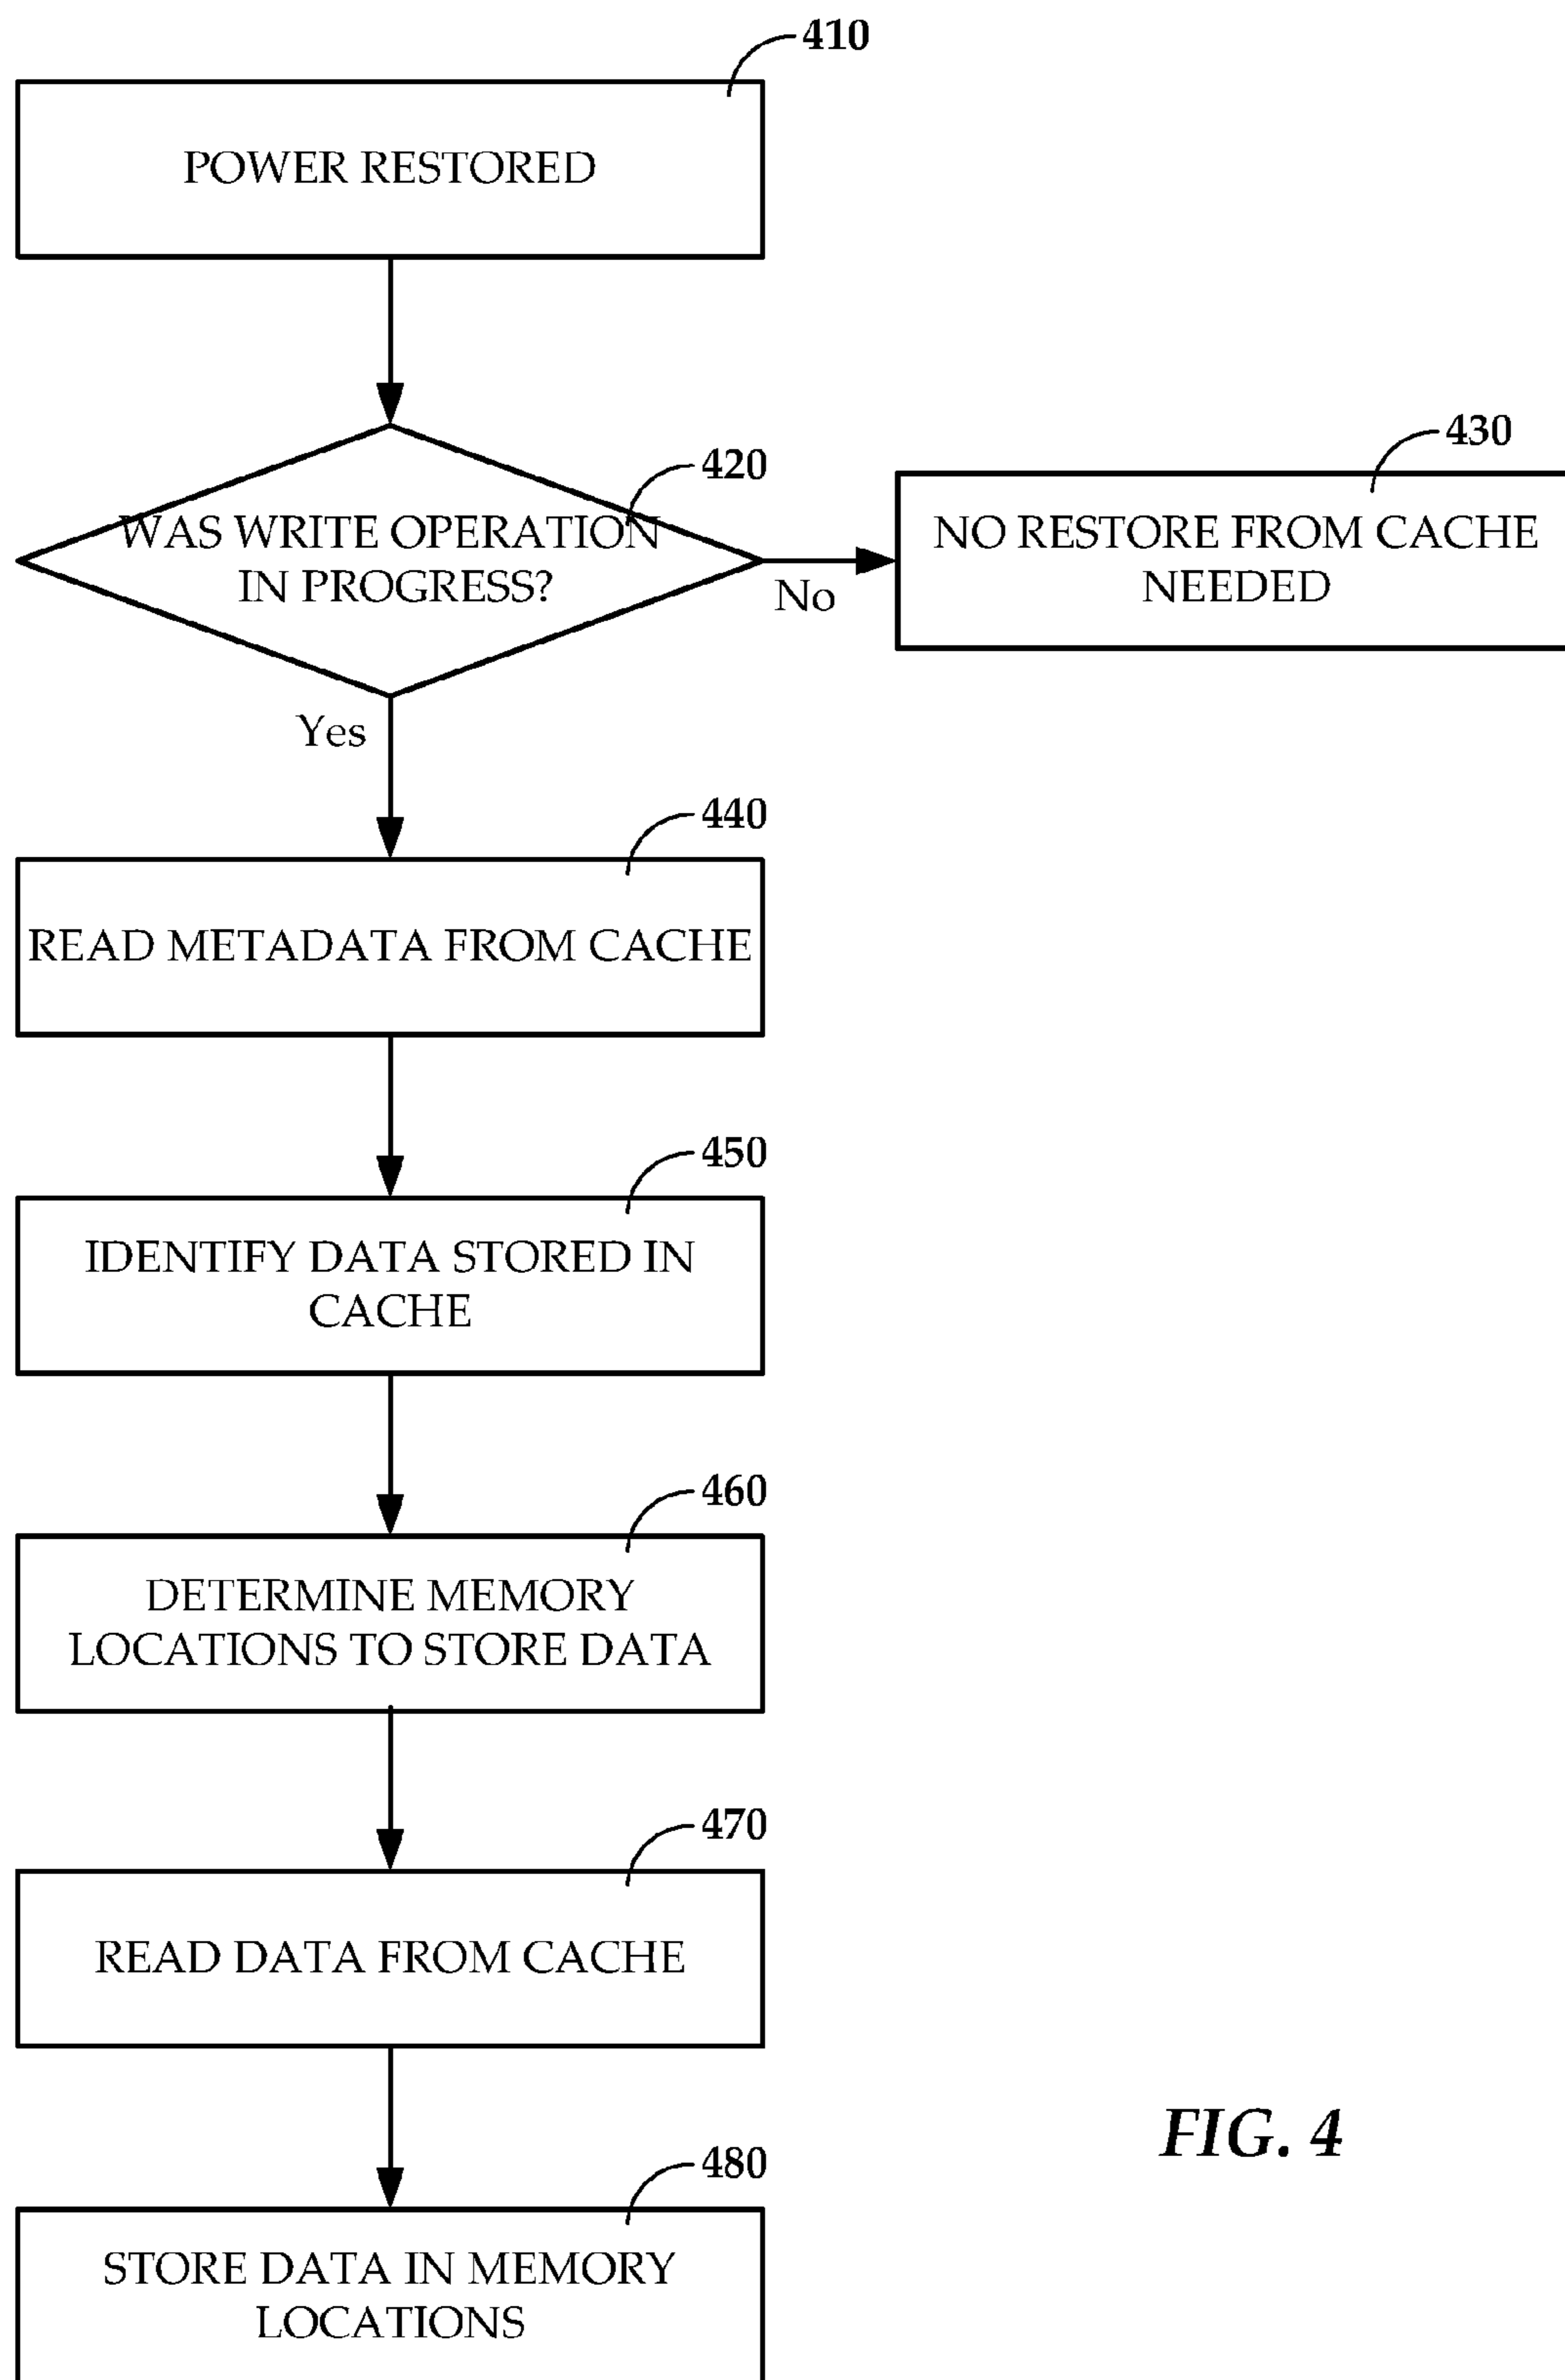 410
POWER RESTORED
420
WAS WRITE OPERATION
IN PROGRESS?
No
430
NO RESTORE FROM CACHE
NEEDED
Yes
440
READ METADATA FROM CACHE
450
IDENTIFY DATA STORED IN
CACHE
460
DETERMINE MEMORY
LOCATIONS TO STORE DATA
470
READ DATA FROM CACHE
480
STORE DATA IN MEMORY
LOCATIONS
FIG. 4